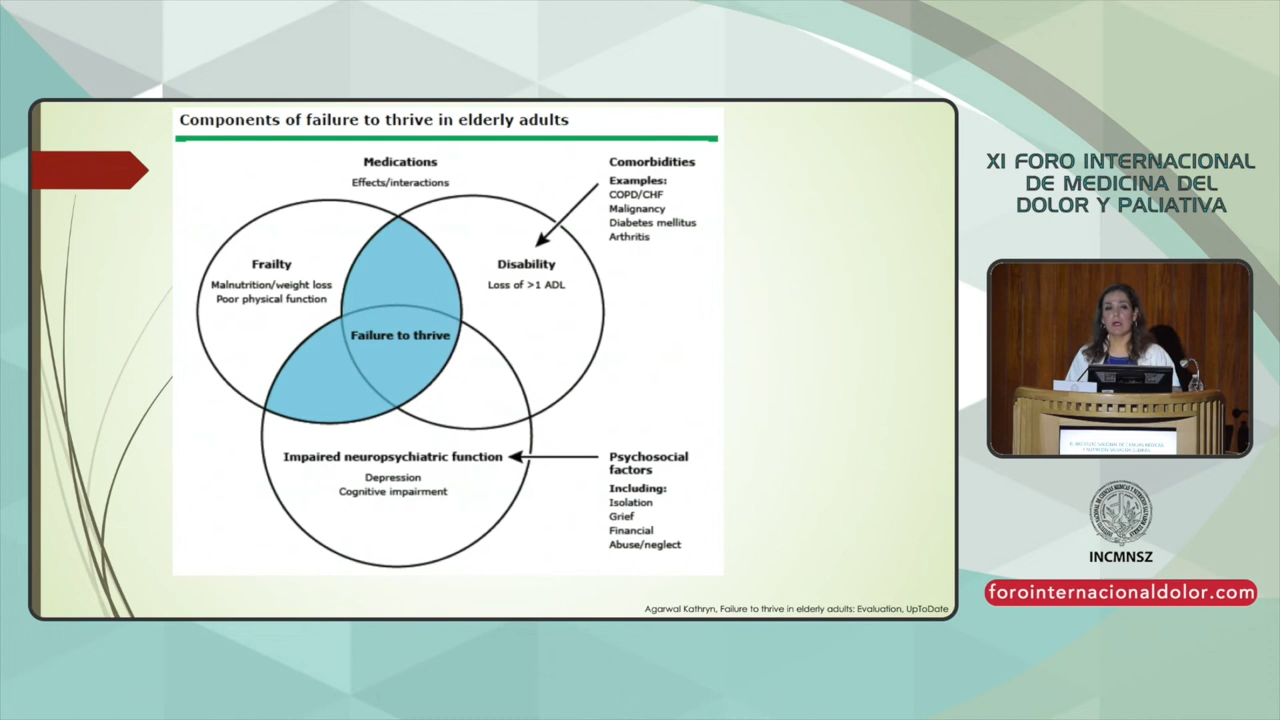 Components of failure to thrive in elderly adults
Medications
Effects/interactions
Comorbidities
Examples:
COPD/CHF
Malignancy
Diabetes mellitus
Arthritis
Frailty
Malnutrition/weight loss
Poor physical function
Disability
Loss of >1 ADL
Failure to thrive
Impaired neuropsychiatric function
Depression
Cognitive impairment
Psychosocial
factors
Including:
Isolation
Grief
Financial
Abuse/neglect
Agarwal Kathryn, Failure to thrive in elderly adults: Evaluation, UpToDate
XI FORO INTERNACIONAL
DE MEDICINA DEL
DOLOR Y PALIATIVA
INCMNSZ
forointernacionaldolor.com